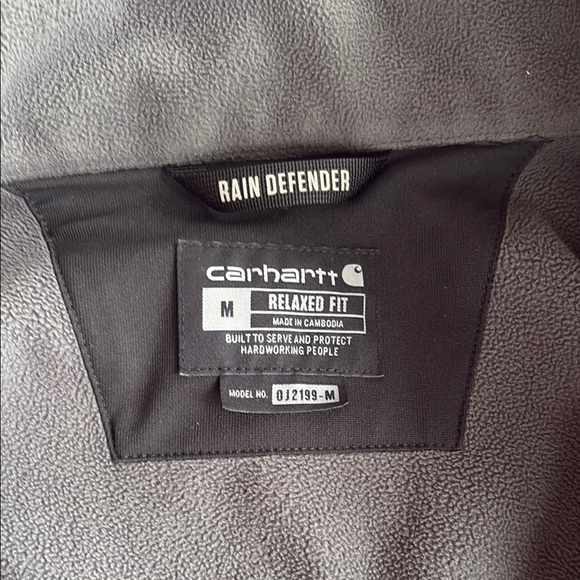 RAIN DEFENDER
carhartt
M
RELAXED FIT
MADE IN CAMBODIA
BUILT TO SERVE AND PROTECT
HARDWORKING PEOPLE
MODEL NO. OJ2199-M